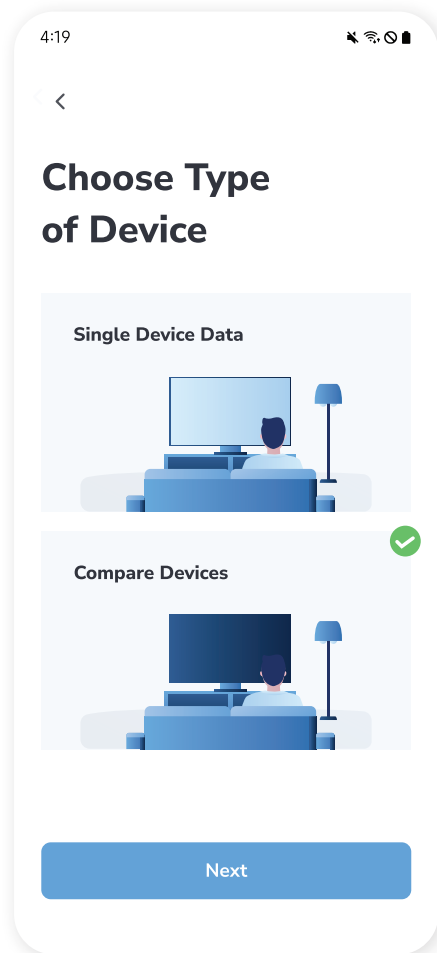 4:19
Choose Type
of Device
Single Device Data
Compare Devices
Next